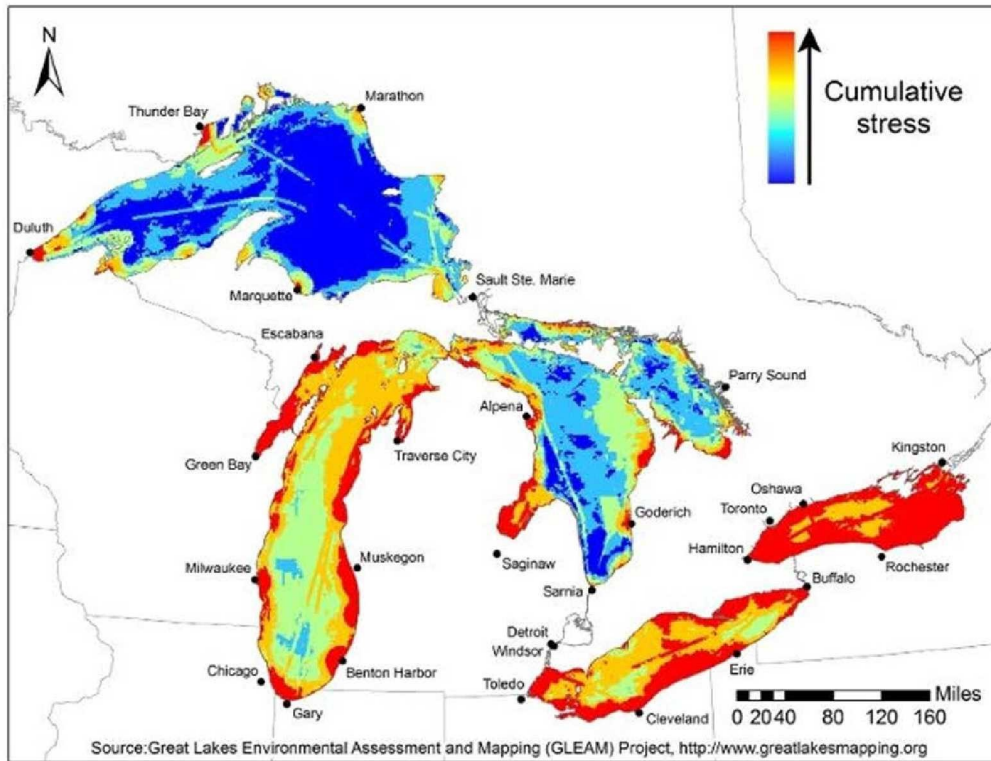 N
Thunder Bay
Marathon
Cumulative
stress
Duluth
Marquette
Sault Ste. Marie
Escabana
Parry Sound
Alpena
Green Bay
Traverse City
Kingston
Oshawa
Toronto
Goderich
Hamilton
Rochester
Saginaw
Milwaukee
Muskegon
Buffalo
Sarnia
Detroit
Windsor
Chicago
Benton Harbor
Erie
Toledo
Gary
Cleveland
Miles
0 20 40 80 120 160
Source:Great Lakes Environmental Assessment and Mapping (GLEAM) Project, http://www.greatlakesmapping.org